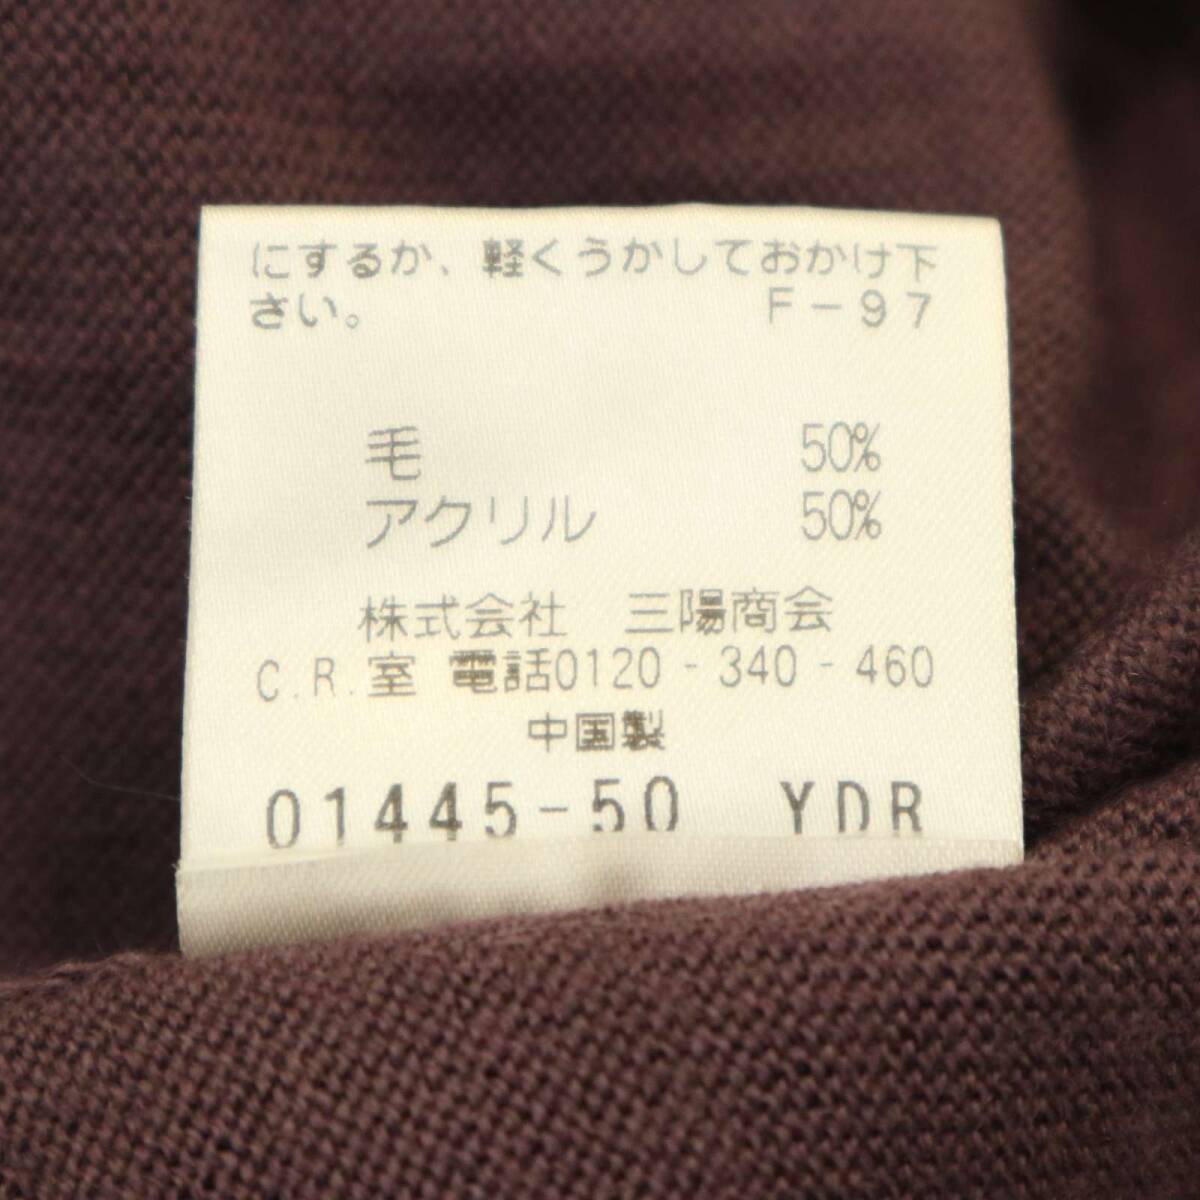 にするか、軽くうかしておかけ下
さい。 F-97
毛 50%
アクリル 50%
株式会社 三陽商会
C.R.室 電話0120-340-460
中国製
01445-50 YDR